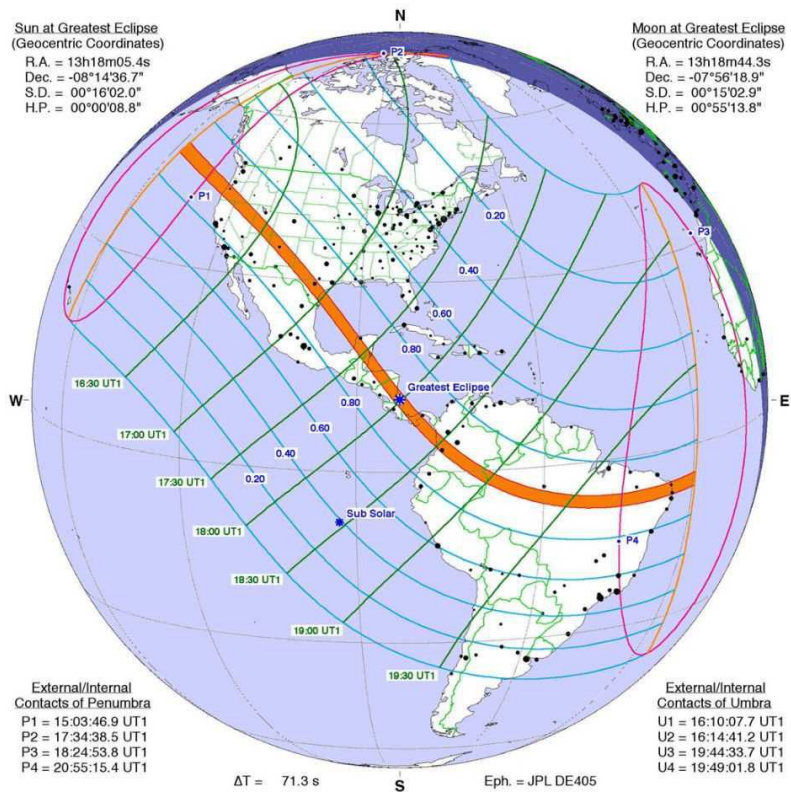 N
Sun at Greatest Eclipse
(Geocentric Coordinates)
R.A. = 13h18m05.4s
Dec. = -08°14'36.7"
S.D. = 00°16'02.0"
H.P. = 00°00'08.8"
Moon at Greatest Eclipse
(Geocentric Coordinates)
R.A. = 13h18m44.3s
Dec. = -07°56'18.9"
S.D. = 00°15'02.9"
H.P. = 00°55'13.8"
P2
P1
0.20
P3
0.40
0.60
0.80
16:30 UT1
Greatest Eclipse
W
E
0.80
17:00 UT1
0.60
0.40
17:30 UT1
0.20
S
Sub Solar
18:00 UT1
P4
18:30 UT1
19:00 UT1
19:30 UT1
External/Internal
Contacts of Penumbra
P1 = 15:03:46.9 UT1
P2 = 17:34:38.5 UT1
P3 = 18:24:53.8 UT1
P4 = 20:55:15.4 UT1
External/Internal
Contacts of Umbra
U1 = 16:10:07.7 UT1
U2 = 16:14:41.2 UT1
U3 = 19:44:33.7 UT1
U4 = 19:49:01.8 UT1
ΔT = 71.3 s
S
Eph. = JPL DE405